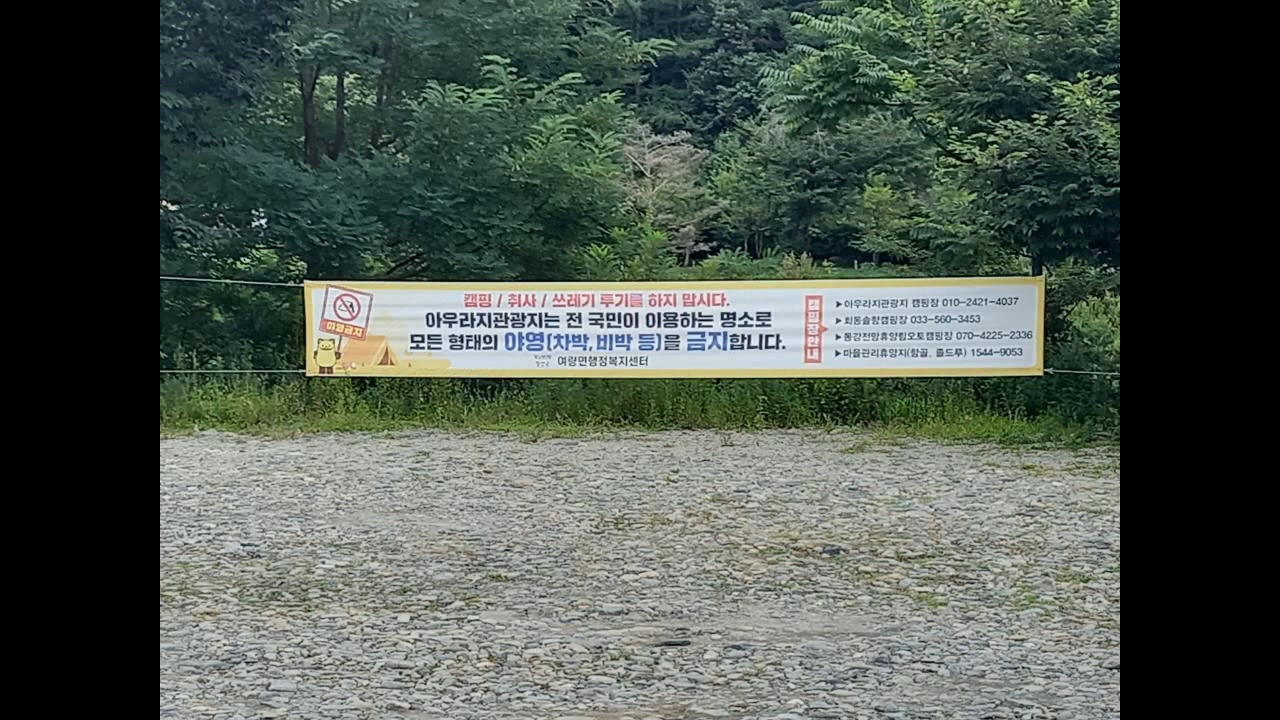 야영금지
캠핑 / 취사 / 쓰레기 투기를 하지 맙시다.
아우라지관광지는 전 국민이 이용하는 명소로
모든 형태의 야영(차박, 비박 등)을 금지합니다.
정선군 여량면행정복지센터
캠핑장안내
▶아우라지관광지 캠핑장 010-2421-4037
▶회동솔향캠핑장 033-560-3453
▶동강전망휴양림오토캠핑장 070-4225-2336
▶마을관리휴양지(항골, 졸드루) 1544-9053